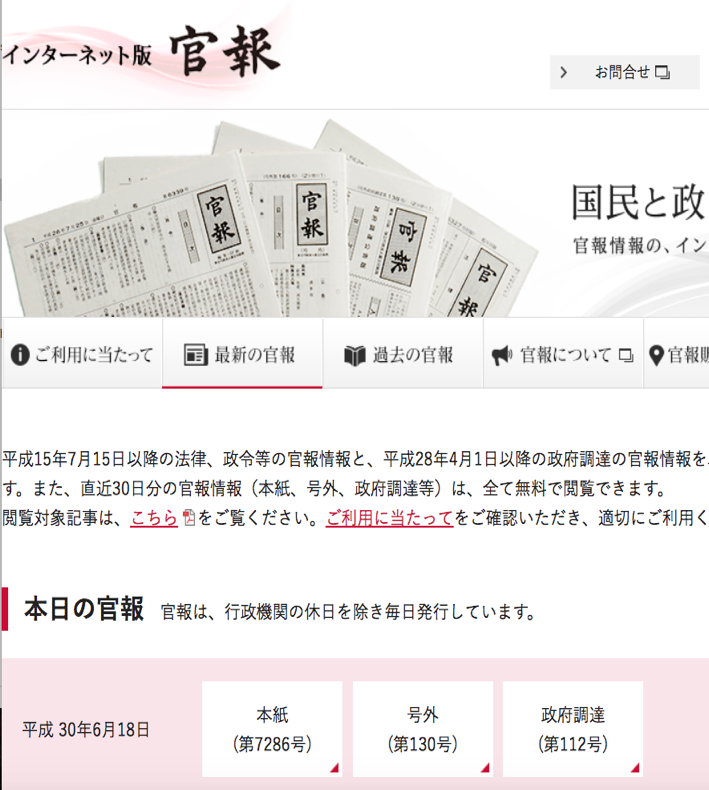 インターネット版 官報
お問合せ
官報
官報
官報
官報
国民と政
官報情報の、イン
ご利用に当たって
最新の官報
過去の官報
官報について
官報販
平成15年7月15日以降の法律、政令等の官報情報と、平成28年4月1日以降の政府調達の官報情報を
す。また、直近30日分の官報情報（本紙、号外、政府調達等）は、全て無料で閲覧できます。
閲覧対象記事は、こちらをご覧ください。ご利用に当たってをご確認いただき、適切にご利用く
本日の官報 官報は、行政機関の休日を除き毎日発行しています。
平成 30年6月18日
本紙
（第7286号）
号外
（第130号）
政府調達
（第112号）